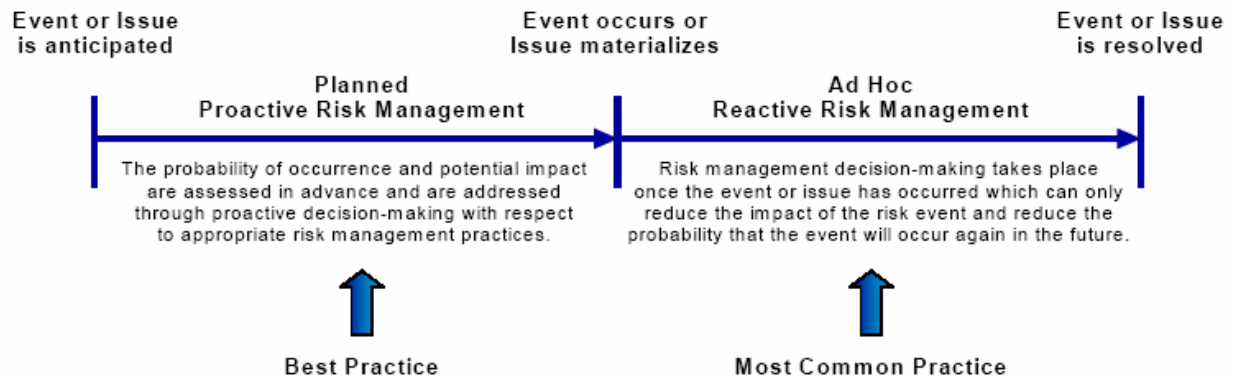 Event or Issue
is anticipated
Event occurs or
Issue materializes
Event or Issue
is resolved
Planned
Proactive Risk Management
Ad Hoc
Reactive Risk Management
The probability of occurrence and potential impact
are assessed in advance and are addressed
through proactive decision-making with respect
to appropriate risk management practices.
Risk management decision-making takes place
once the event or issue has occurred which can only
reduce the impact of the risk event and reduce the
probability that the event will occur again in the future.
Best Practice
Most Common Practice